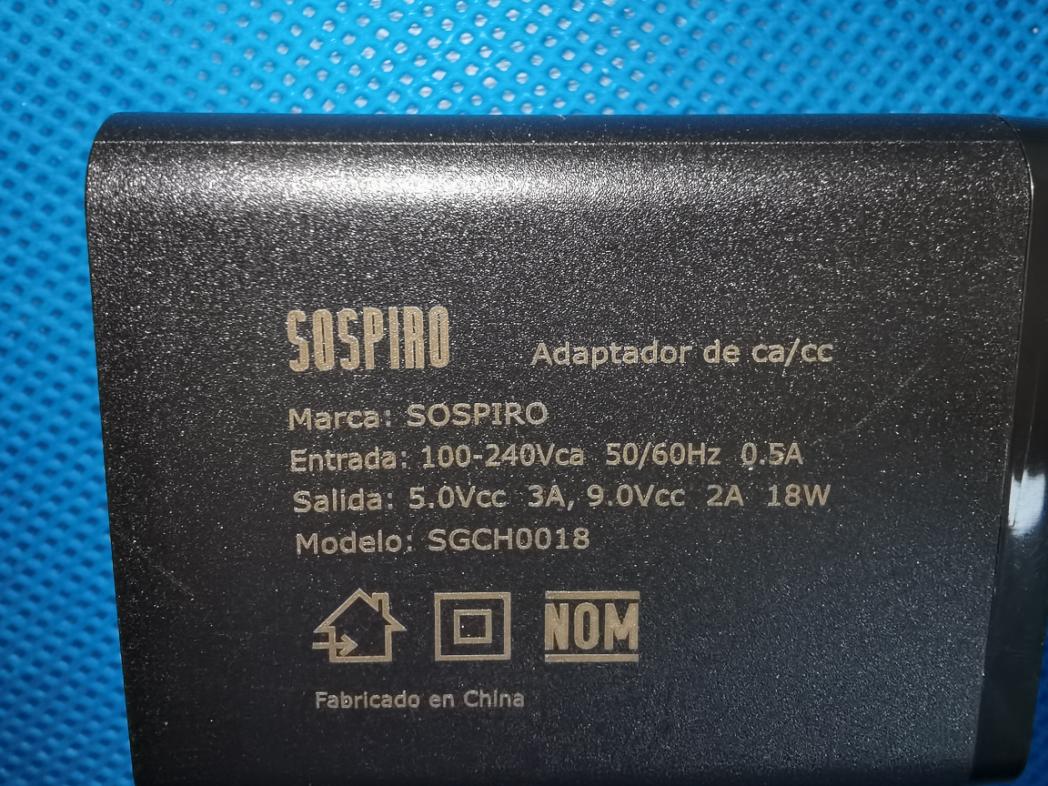 SOSPIRO Adaptador de ca/cc
Marca: SOSPIRO
Entrada: 100-240Vca 50/60Hz 0.5A
Salida: 5.0Vcc 3A, 9.0Vcc 2A 18W
Modelo: SGCH0018
NOM
Fabricado en China